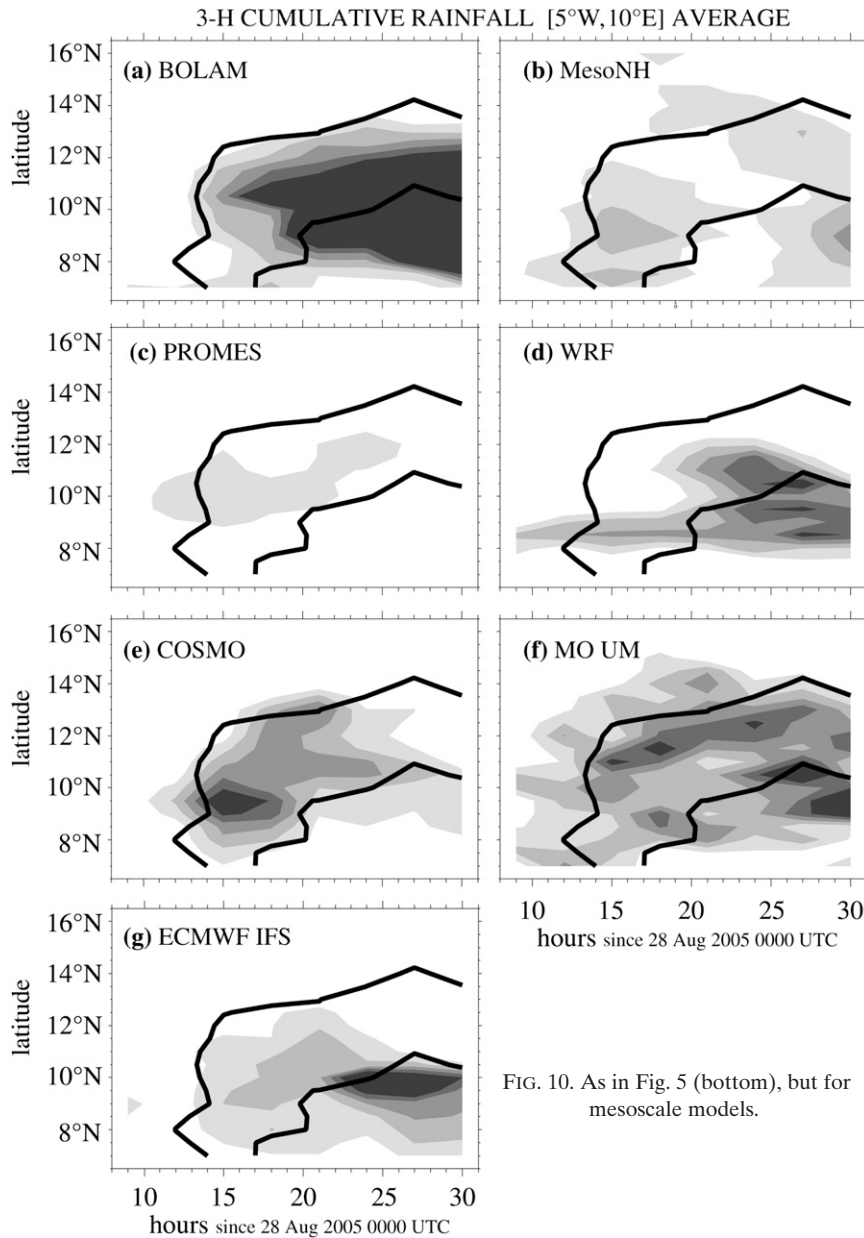 3-H CUMULATIVE RAINFALL [5°W,10°E] AVERAGE
16°N
14°N
12°N
10°N
8°N
latitude
(a) BOLAM
(b) MesoNH
16°N
14°N
12°N
10°N
8°N
latitude
(c) PROMES
(d) WRF
16°N
14°N
12°N
10°N
8°N
latitude
(e) COSMO
(f) MO UM
10 15 20 25 30
hours since 28 Aug 2005 0000 UTC
16°N
14°N
12°N
10°N
8°N
latitude
(g) ECMWF IFS
10 15 20 25 30
hours since 28 Aug 2005 0000 UTC
FIG. 10. As in Fig. 5 (bottom), but for
mesoscale models.